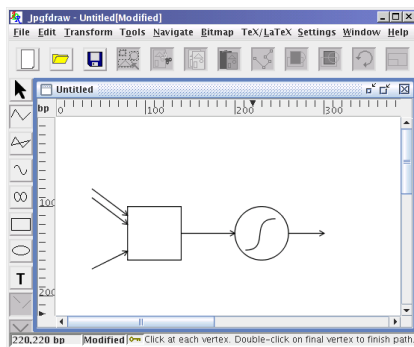 Jpgfdraw - Untitled[Modified]
File Edit Transform Tools Navigate Bitmap TeX/LaTeX Settings Window Help
Untitled
bp 0 100 200 300
100
200
T
220,220 bp Modified Click at each vertex. Double-click on final vertex to finish path